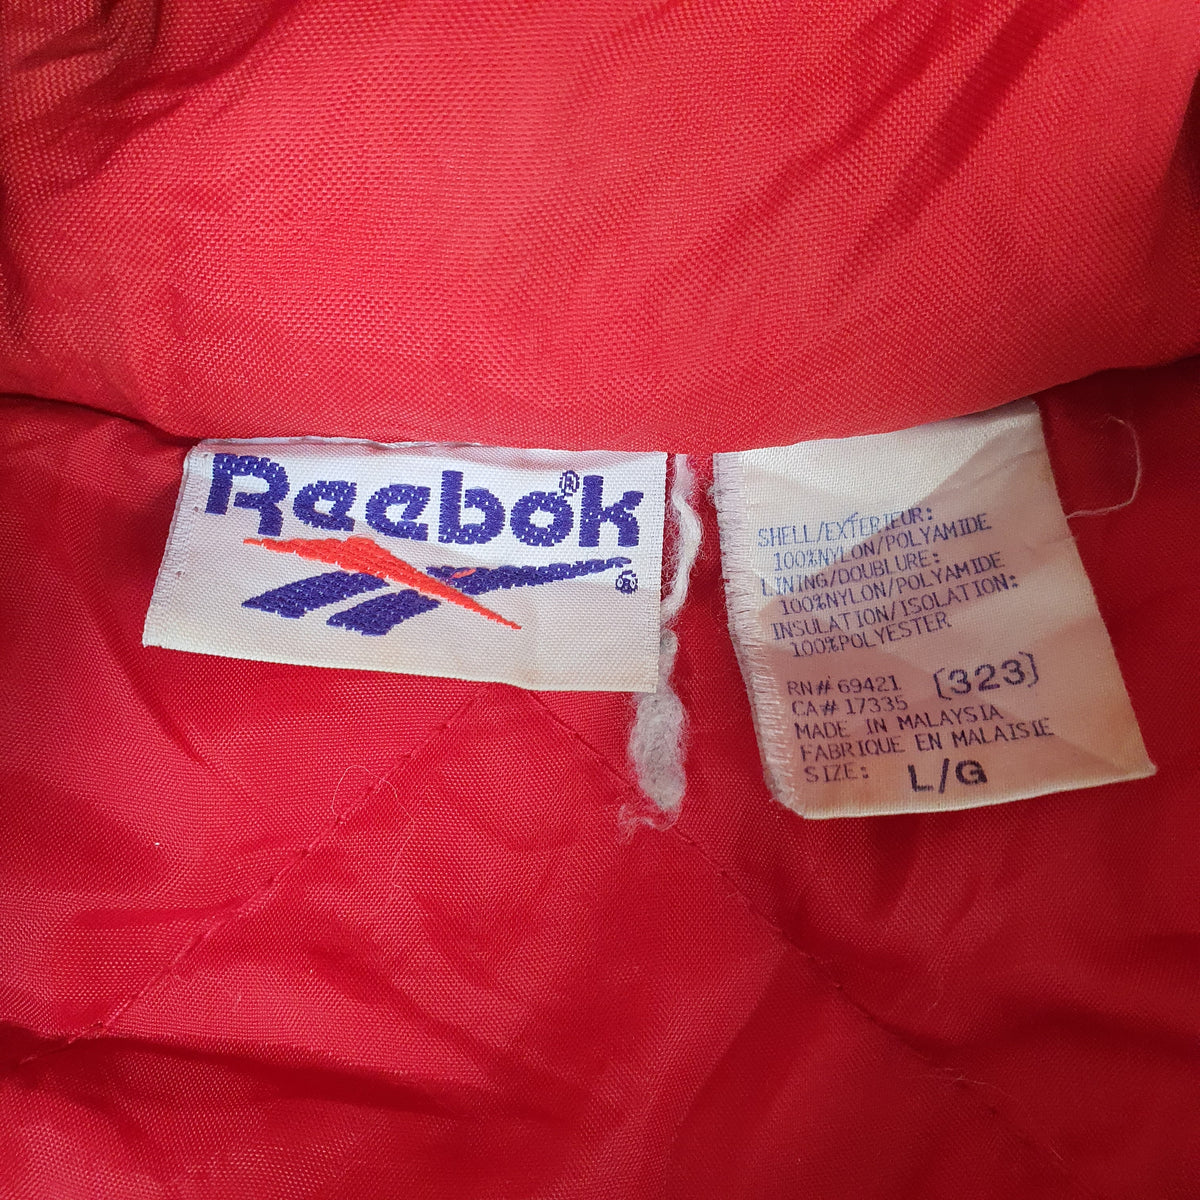 Reebok®
®
SHELL/EXTERIEUR:
100%NYLON/POLYAMIDE
LINING/DOUBLURE:
100%NYLON/POLYAMIDE
INSULATION/ISOLATION:
100%POLYESTER
RN# 69421 [323]
CA# 17335
MADE IN MALAYSIA
FABRIQUE EN MALAISIE
SIZE: L/G